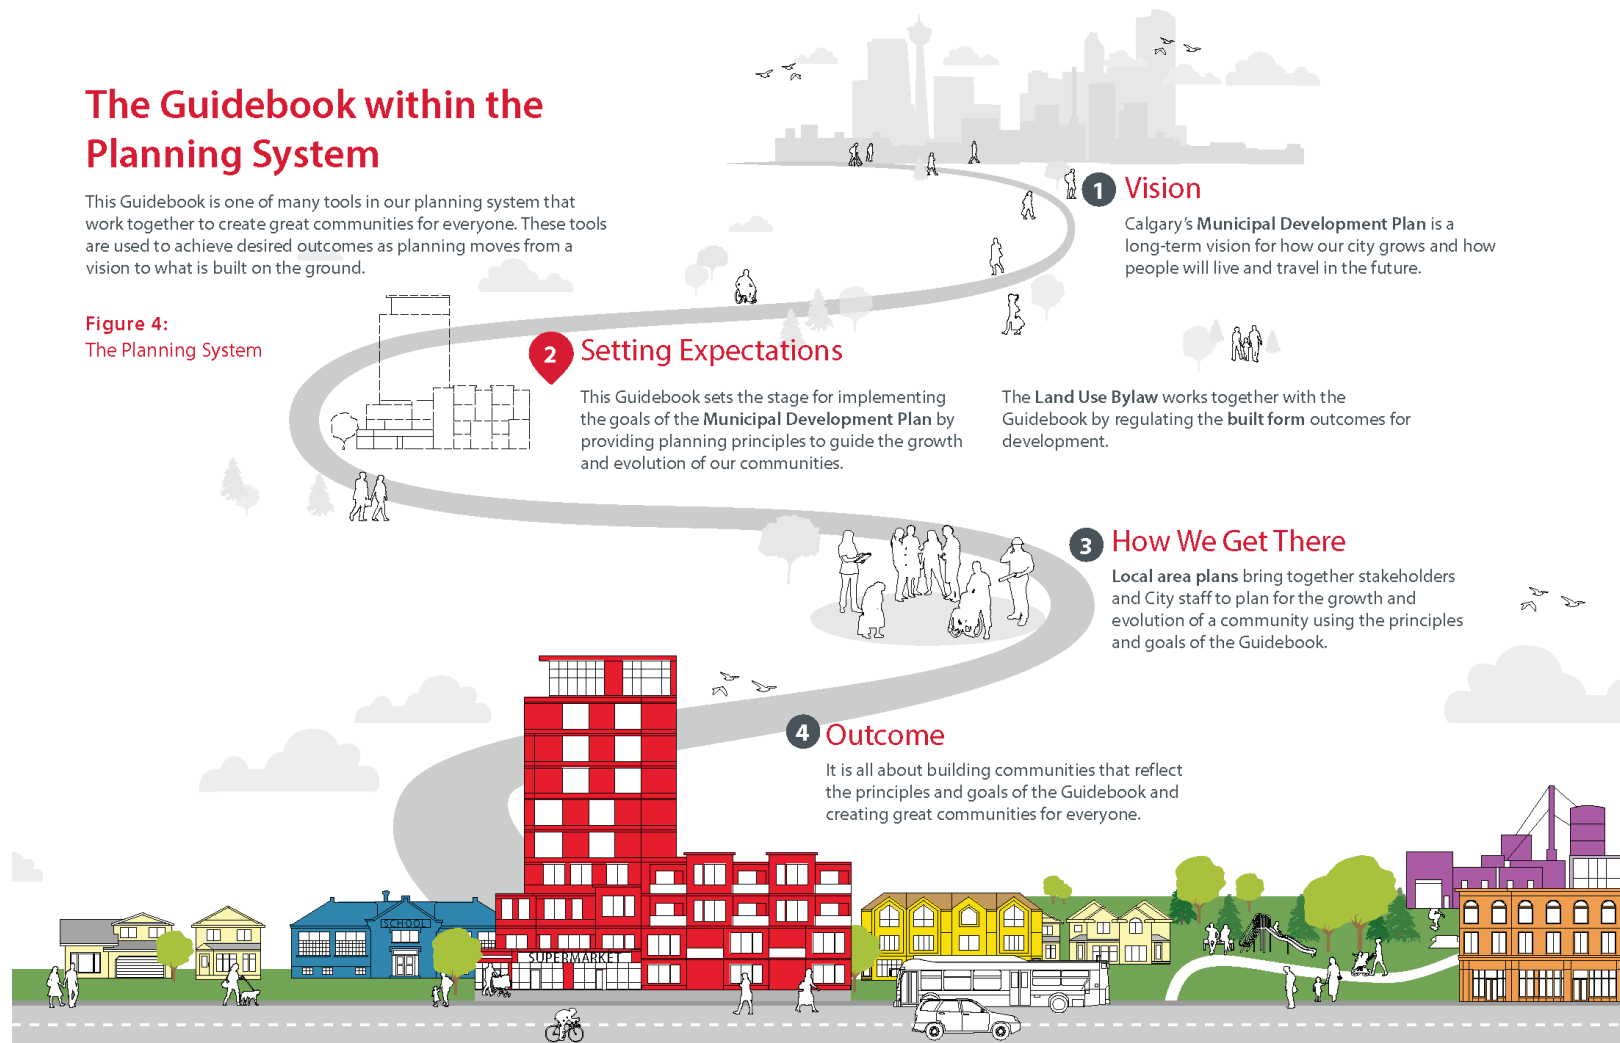 The Guidebook within the
Planning System
This Guidebook is one of many tools in our planning system that
work together to create great communities for everyone. These tools
are used to achieve desired outcomes as planning moves from a
vision to what is built on the ground.
Figure 4:
The Planning System
1 Vision
Calgary's Municipal Development Plan is a
long-term vision for how our city grows and how
people will live and travel in the future.
2 Setting Expectations
This Guidebook sets the stage for implementing
the goals of the Municipal Development Plan by
providing planning principles to guide the growth
and evolution of our communities.
The Land Use Bylaw works together with the
Guidebook by regulating the built form outcomes for
development.
3 How We Get There
Local area plans bring together stakeholders
and City staff to plan for the growth and
evolution of a community using the principles
and goals of the Guidebook.
4 Outcome
It is all about building communities that reflect
the principles and goals of the Guidebook and
creating great communities for everyone.
SCHOOL
SUPERMARKET